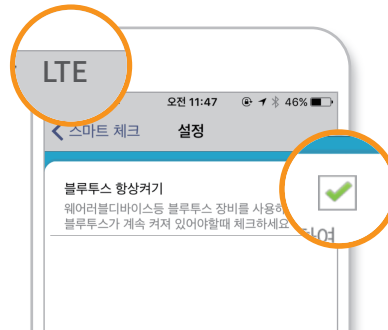 LTE
오전 11:47 46%
스마트 체크 설정
블루투스 항상켜기
웨어러블디바이스등 블루투스 장비를 사용하
블루투스가 계속 켜져 있어야할때 체크하세요
하여